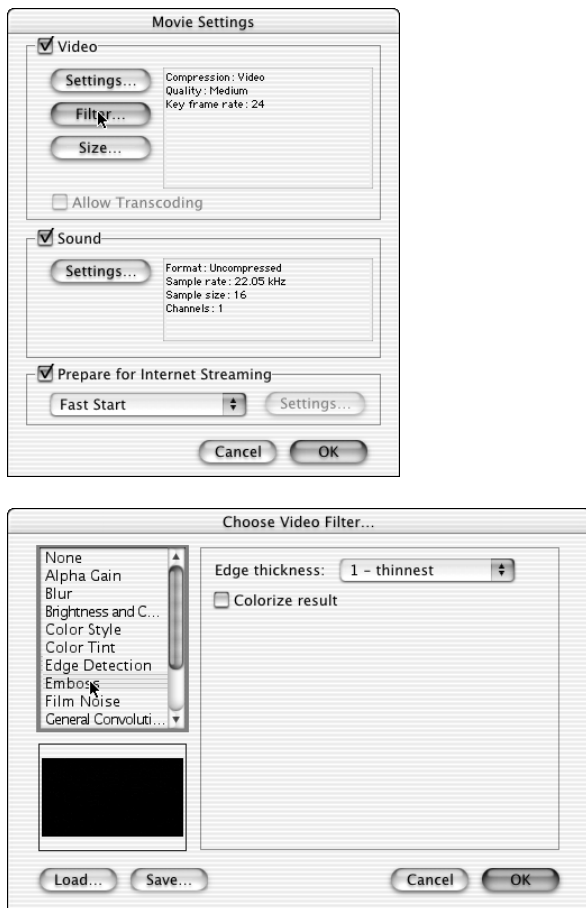 Movie Settings
Video
Settings...
Compression: Video
Quality: Medium
Key frame rate: 24
Filter...
Size...
Allow Transcoding
Sound
Settings...
Format: Uncompressed
Sample rate: 22.05 kHz
Sample size: 16
Channels: 1
Prepare for Internet Streaming
Fast Start
Settings...
Cancel
OK
Choose Video Filter...
None
Alpha Gain
Blur
Brightness and C...
Color Style
Color Tint
Edge Detection
Emboss
Film Noise
General Convoluti...
Edge thickness:
1 - thinnest
Colorize result
Load...
Save...
Cancel
OK